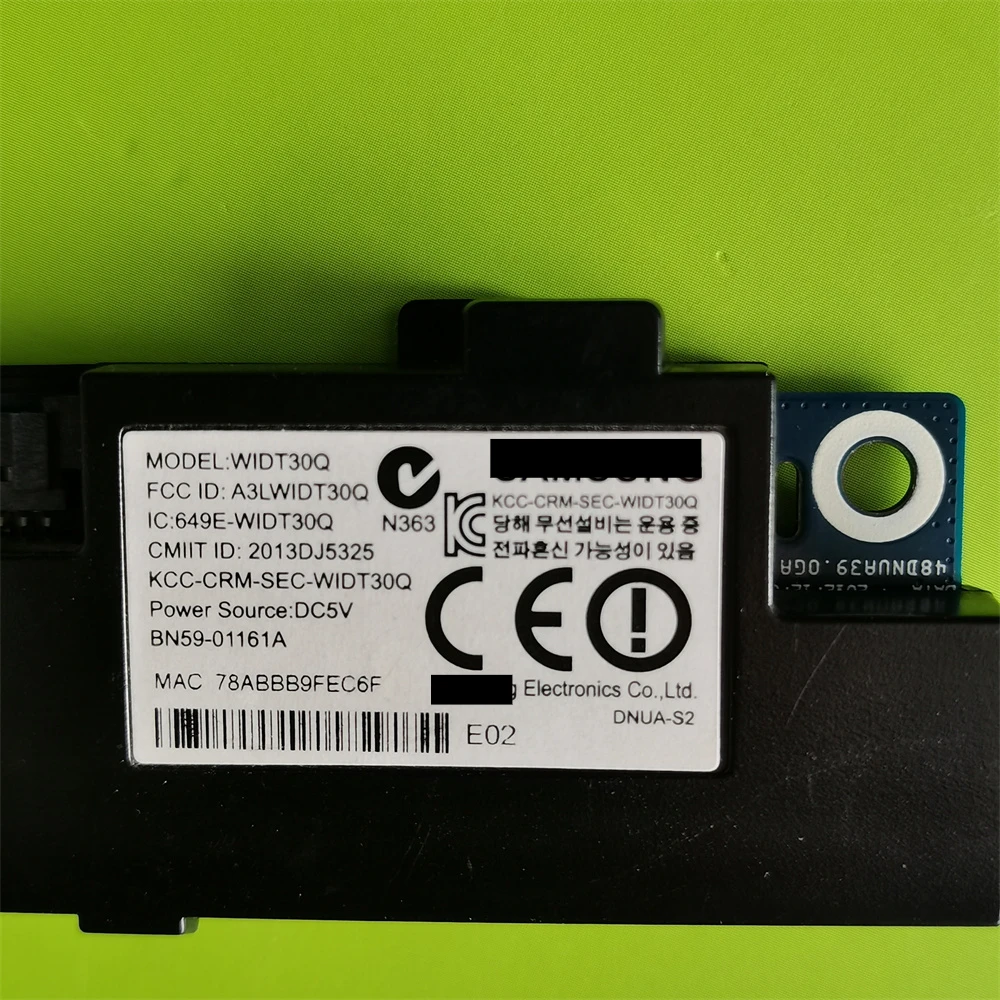 MODEL:WIDT30Q
FCC ID: A3LWIDT30Q
IC:649E-WIDT30Q
CMIIT ID: 2013DJ5325
KCC-CRM-SEC-WIDT30Q
Power Source:DC5V
BN59-01161A
MAC 78ABBB9FEC6F
N363
KCC-CRM-SEC-WIDT30Q
당해 무선설비는 운용 중
전파혼신 가능성이 있음
CE
Electronics Co.,Ltd.
DNUA-S2
E02
48DNUA39.0GA